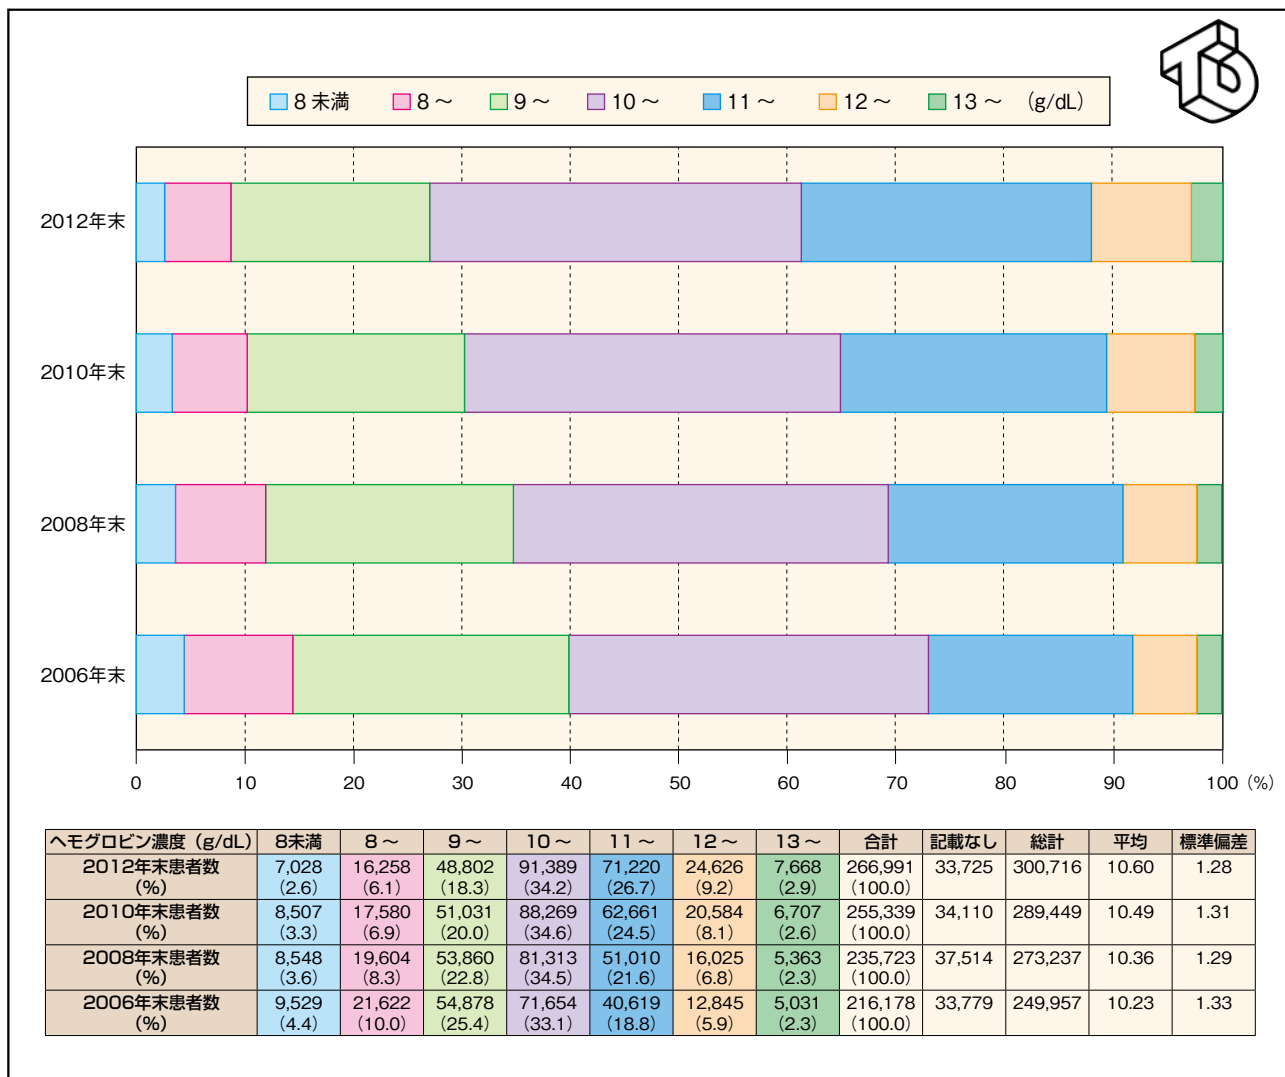 8 未満 8～ 9～ 10～ 11～ 12～ 13～ (g/dL)
2012年末
2010年末
2008年末
2006年末
0 10 20 30 40 50 60 70 80 90 100 (%)
ヘモグロビン濃度 (g/dL) 8未満 8～ 9～ 10～ 11～ 12～ 13～ 合計 記載なし 総計 平均 標準偏差
2012年末患者数 7,028 16,258 48,802 91,389 71,220 24,626 7,668 266,991 33,725 300,716 10.60 1.28
(%) (2.6) (6.1) (18.3) (34.2) (26.7) (9.2) (2.9) (100.0)
2010年末患者数 8,507 17,580 51,031 88,269 62,661 20,584 6,707 255,339 34,110 289,449 10.49 1.31
(%) (3.3) (6.9) (20.0) (34.6) (24.5) (8.1) (2.6) (100.0)
2008年末患者数 8,548 19,604 53,860 81,313 51,010 16,025 5,363 235,723 37,514 273,237 10.36 1.29
(%) (3.6) (8.3) (22.8) (34.5) (21.6) (6.8) (2.3) (100.0)
2006年末患者数 9,529 21,622 54,878 71,654 40,619 12,845 5,031 216,178 33,779 249,957 10.23 1.33
(%) (4.4) (10.0) (25.4) (33.1) (18.8) (5.9) (2.3) (100.0)